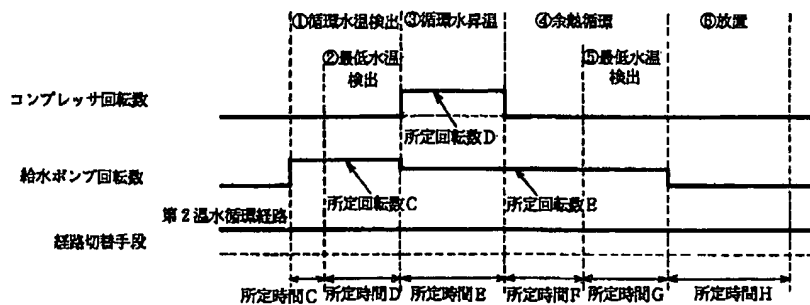 ①循環水温検出 ③循環水昇温 ④余熱循環 ⑥放置
②最低水温検出 ⑤最低水温検出
コンプレッサ回転数
所定回転数D
給水ポンプ回転数
所定回転数C 所定回転数E
第2温水循環経路
経路切替手段
所定時間C 所定時間D 所定時間E 所定時間F 所定時間G 所定時間H